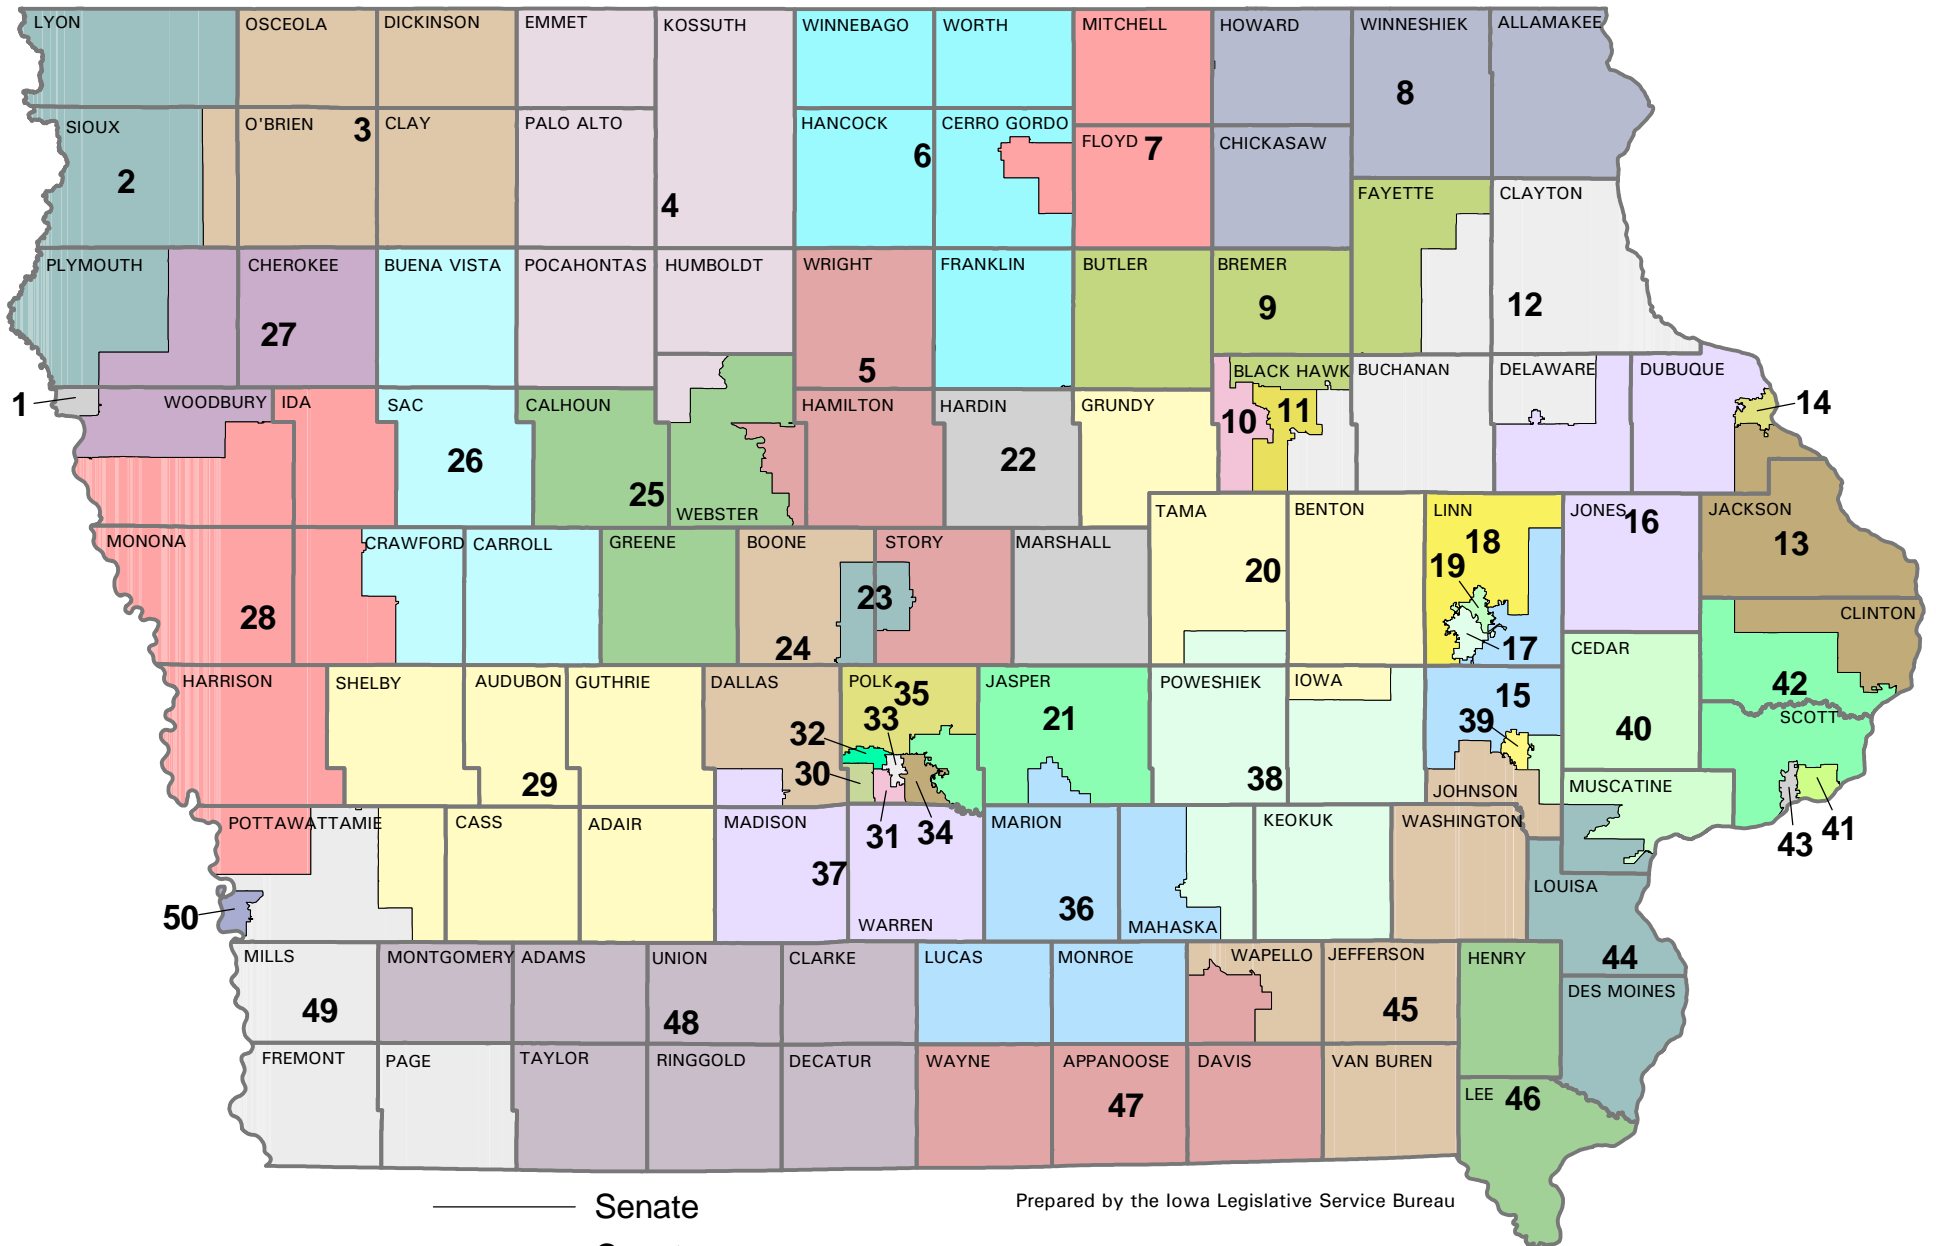 LYON
OSCEOLA
DICKINSON
EMMET
KOSSUTH
WINNEBAGO
WORTH
MITCHELL
HOWARD
WINNESHIEK
ALLAMAKEE
8
SIOUX
O'BRIEN
3
CLAY
PALO ALTO
HANCOCK
6
CERRO GORDO
FLOYD
7
CHICKASAW
2
4
FAYETTE
CLAYTON
PLYMOUTH
CHEROKEE
BUENA VISTA
POCAHONTAS
HUMBOLDT
WRIGHT
FRANKLIN
BUTLER
BREMER
9
12
27
5
BLACK HAWK
BUCHANAN
DELAWARE
DUBUQUE
1
WOODBURY
IDA
SAC
CALHOUN
HAMILTON
HARDIN
GRUNDY
10
11
14
26
25
22
WEBSTER
TAMA
BENTON
LINN
JONES
16
JACKSON
MONONA
CRAWFORD
CARROLL
GREENE
BOONE
STORY
MARSHALL
18
13
20
19
28
23
CLINTON
24
17
CEDAR
HARRISON
SHELBY
AUDUBON
GUTHRIE
DALLAS
POLK
35
JASPER
POWESHIEK
IOWA
15
42
33
21
39
40
SCOTT
32
30
29
38
JOHNSON
MUSCATINE
POTTAWATTAMIE
CASS
ADAIR
MADISON
31
34
MARION
KEOKUK
WASHINGTON
43
41
37
LOUISA
50
36
WARREN
MAHASKA
MILLS
MONTGOMERY
ADAMS
UNION
CLARKE
LUCAS
MONROE
WAPELLO
JEFFERSON
HENRY
44
DES MOINES
49
48
45
FREMONT
PAGE
TAYLOR
RINGGOLD
DECATUR
WAYNE
APPANOOSE
DAVIS
VAN BUREN
47
LEE
46
Senate
Prepared by the Iowa Legislative Service Bureau